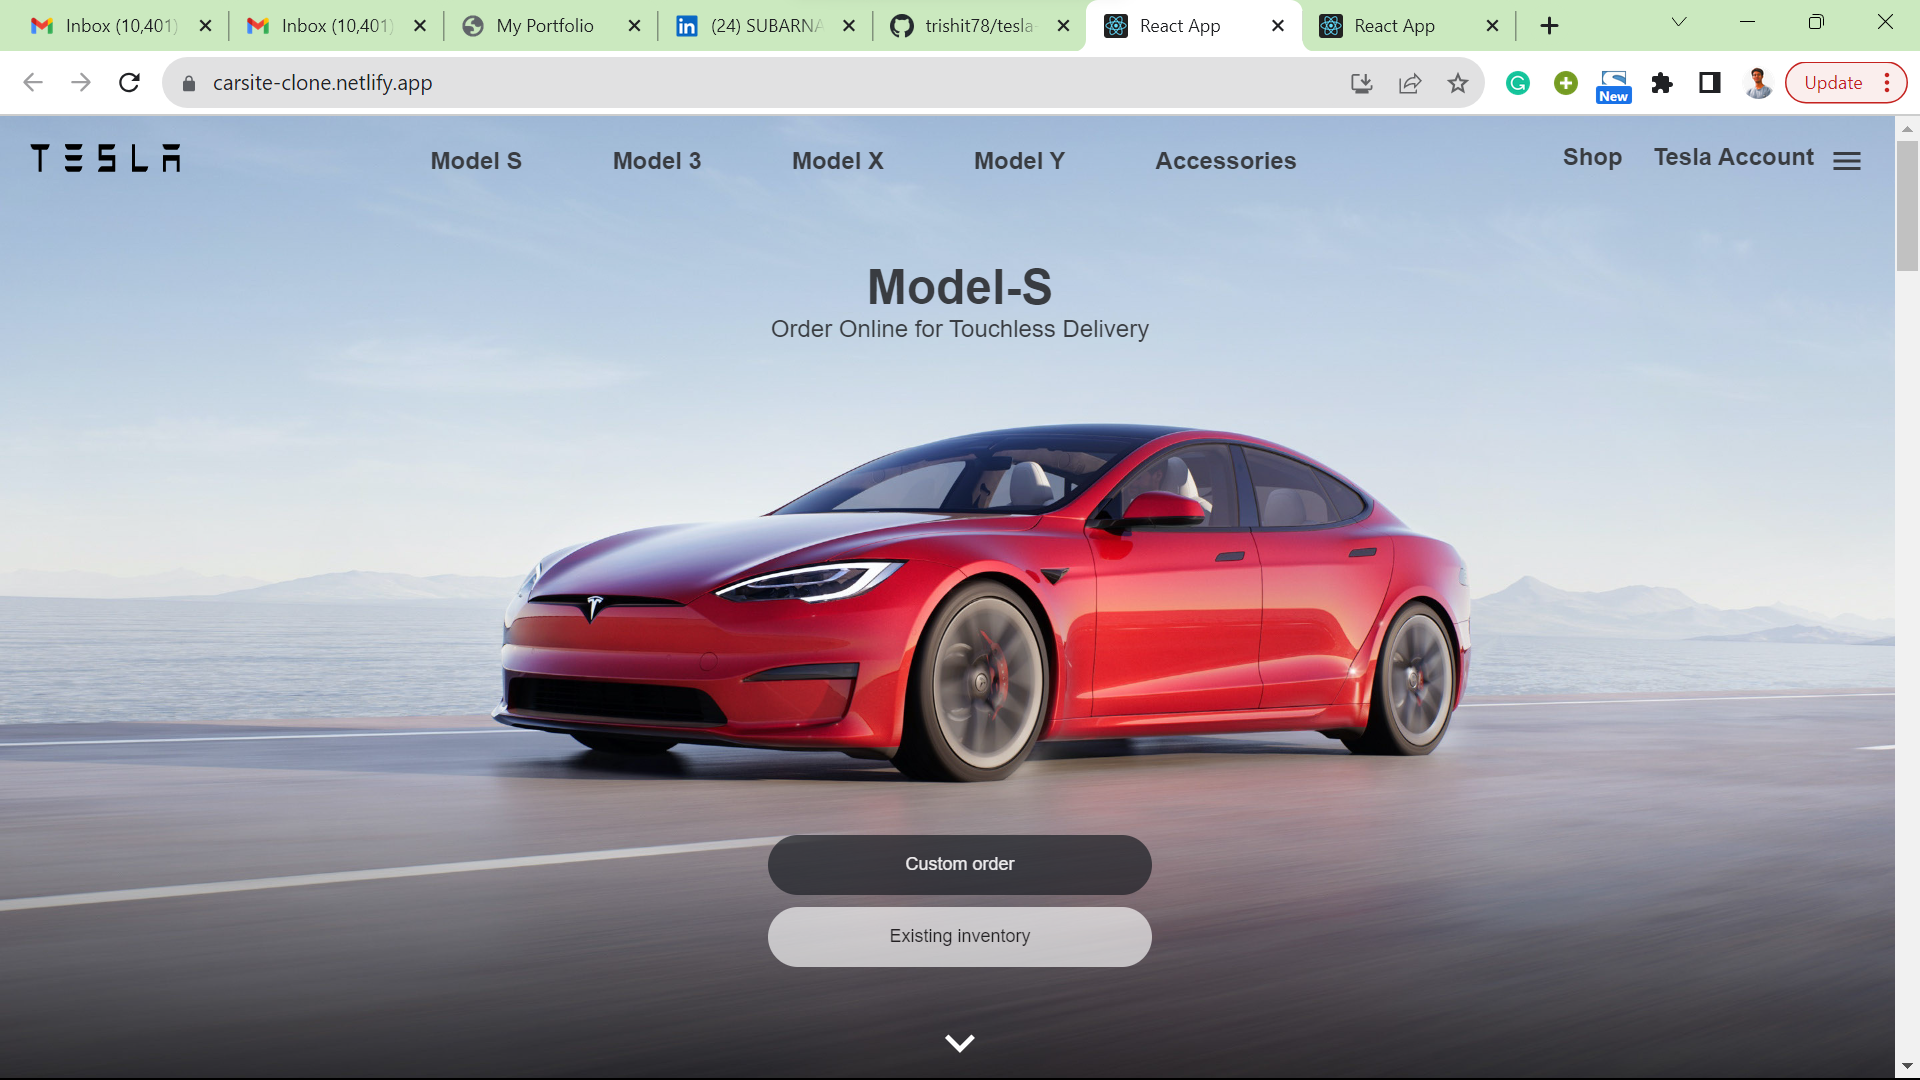 Inbox (10,401)
Inbox (10,401)
My Portfolio
(24) SUBARNA
trishit78/tesla-
React App
React App
carsite-clone.netlify.app
New
Update
TESLA
Model S
Model 3
Model X
Model Y
Accessories
Shop
Tesla Account
Model-S
Order Online for Touchless Delivery
Custom order
Existing inventory